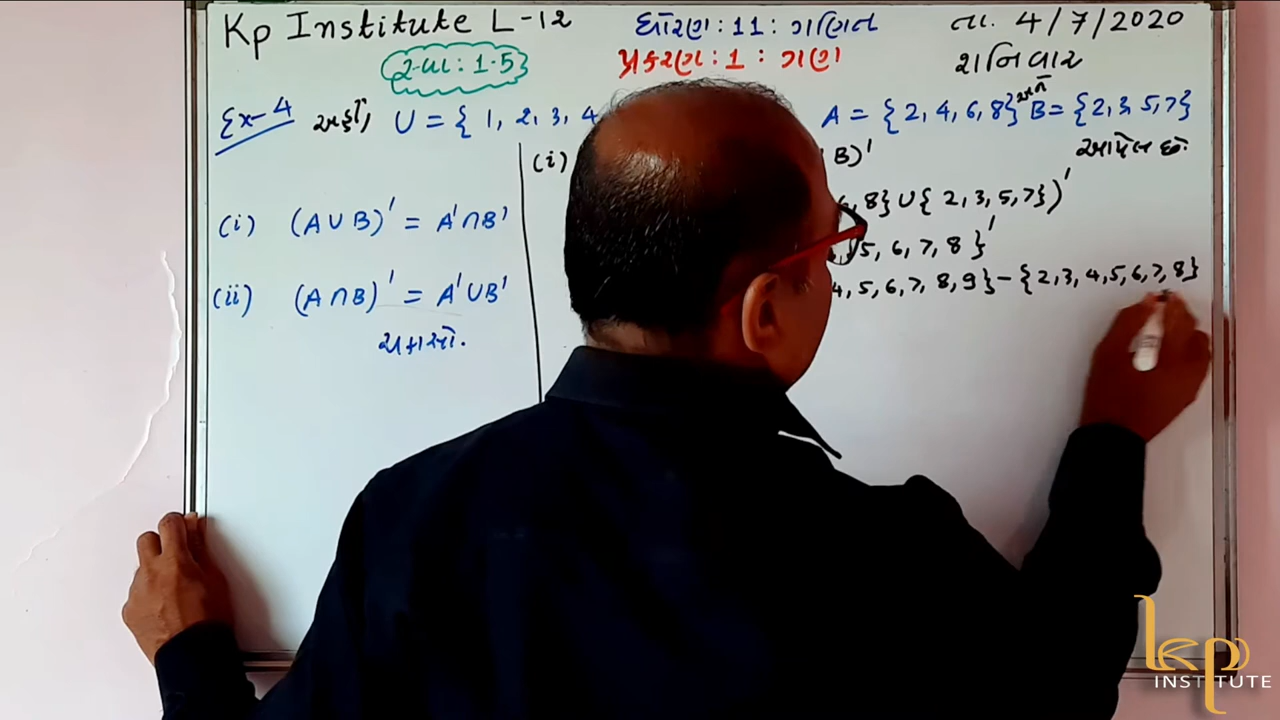 Kp Institute L-12
ધોરણ : 11 : ગણિત
તા. 4/7/2020
સ્વા : 1.5
પ્રકરણ : 1 : ગણો
શનિવાર
Ex-4 જો, U = { 1, 2, 3, 4 A = {2, 4, 6, 8} અને B = {2, 3, 5, 7}
આપેલ છે.
(i) B)'
, 8} ∪ { 2, 3, 5, 7})'
(i) (A ∪ B)' = A' ∩ B'
5, 6, 7, 8 }'
4, 5, 6, 7, 8, 9} − {2, 3, 4, 5, 6, 7, 8}
(ii) (A ∩ B)' = A' ∪ B'
ચકાસો.
kp
INSTITUTE